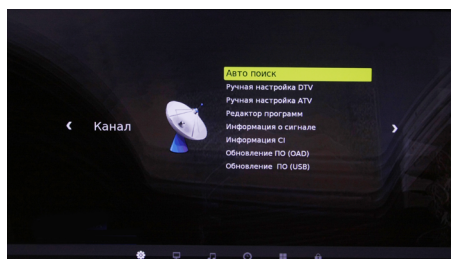 Авто поиск
Ручная настройка DTV
Ручная настройка ATV
Канал
Редактор программ
Информация о сигнале
Информация CI
Обновление ПО (OAD)
Обновление ПО (USB)